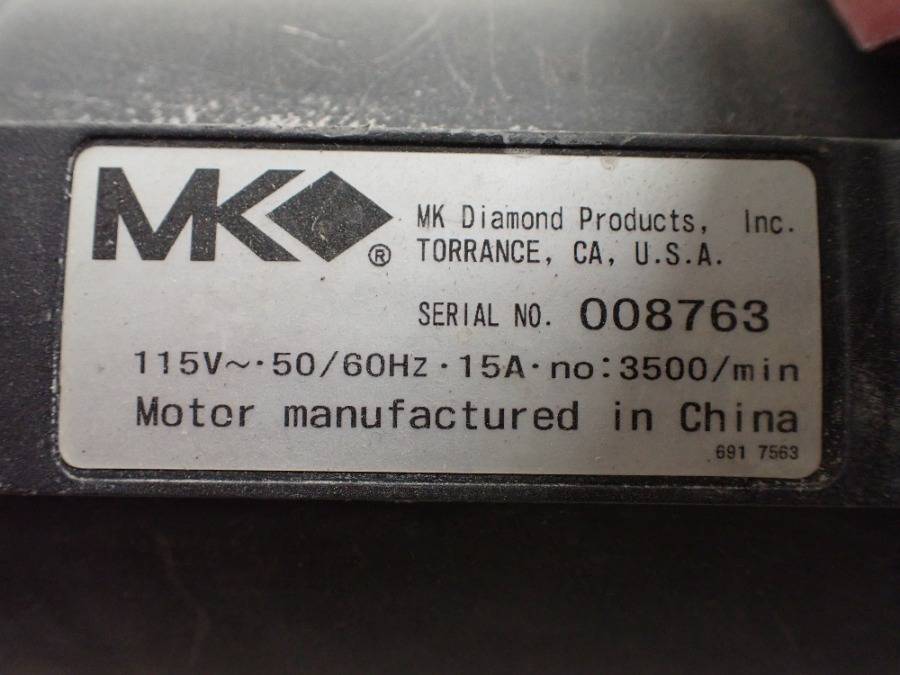 MK®
MK Diamond Products, Inc.
TORRANCE, CA, U.S.A.
SERIAL NO. 008763
115V~·50/60Hz·15A·no:3500/min
Motor manufactured in China
691 7563